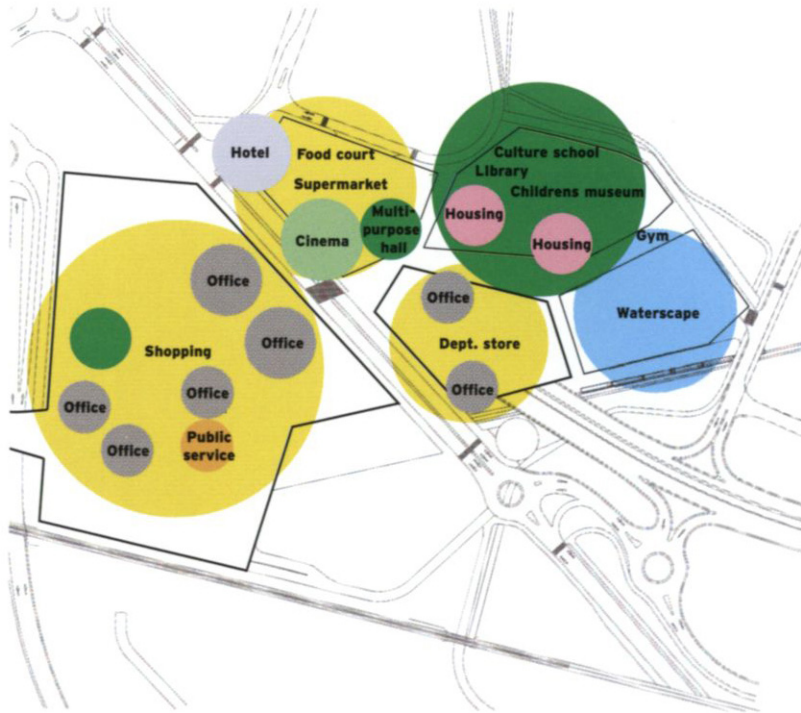 Hotel
Food court
Supermarket
Cinema
Multi-
purpose
hall
Culture school
Library
Childrens museum
Housing
Housing
Gym
Waterscape
Office
Dept. store
Office
Office
Office
Shopping
Office
Office
Office
Public
service